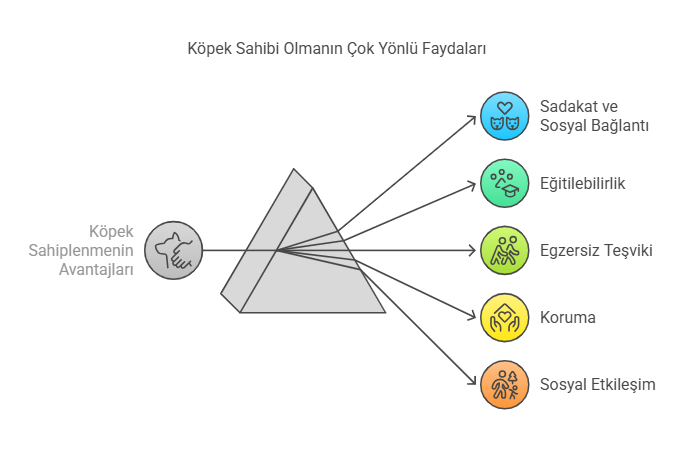 Köpek Sahibi Olmanın Çok Yönlü Faydaları
Köpek
Sahiplenmenin
Avantajları
Sadakat ve
Sosyal Bağlantı
Eğitilebilirlik
Egzersiz Teşviki
Koruma
Sosyal Etkileşim